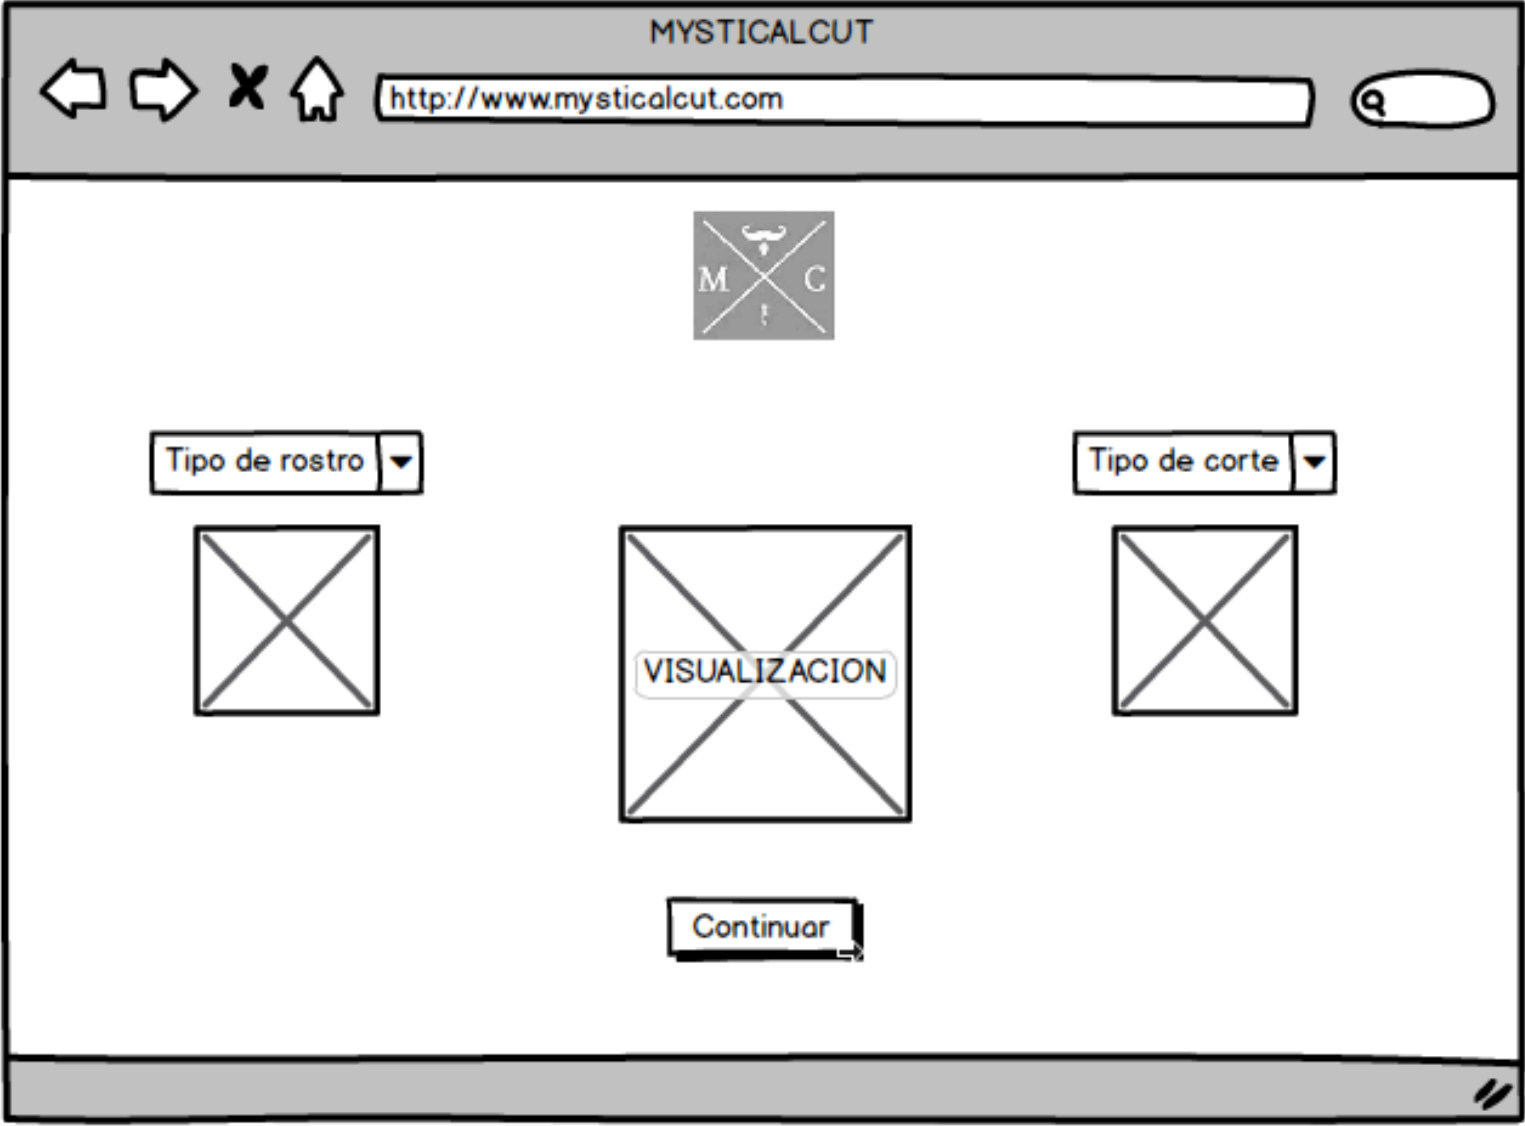 MYSTICALCUT
http://www.mysticalcut.com
M C
Tipo de rostro
Tipo de corte
VISUALIZACION
Continuar